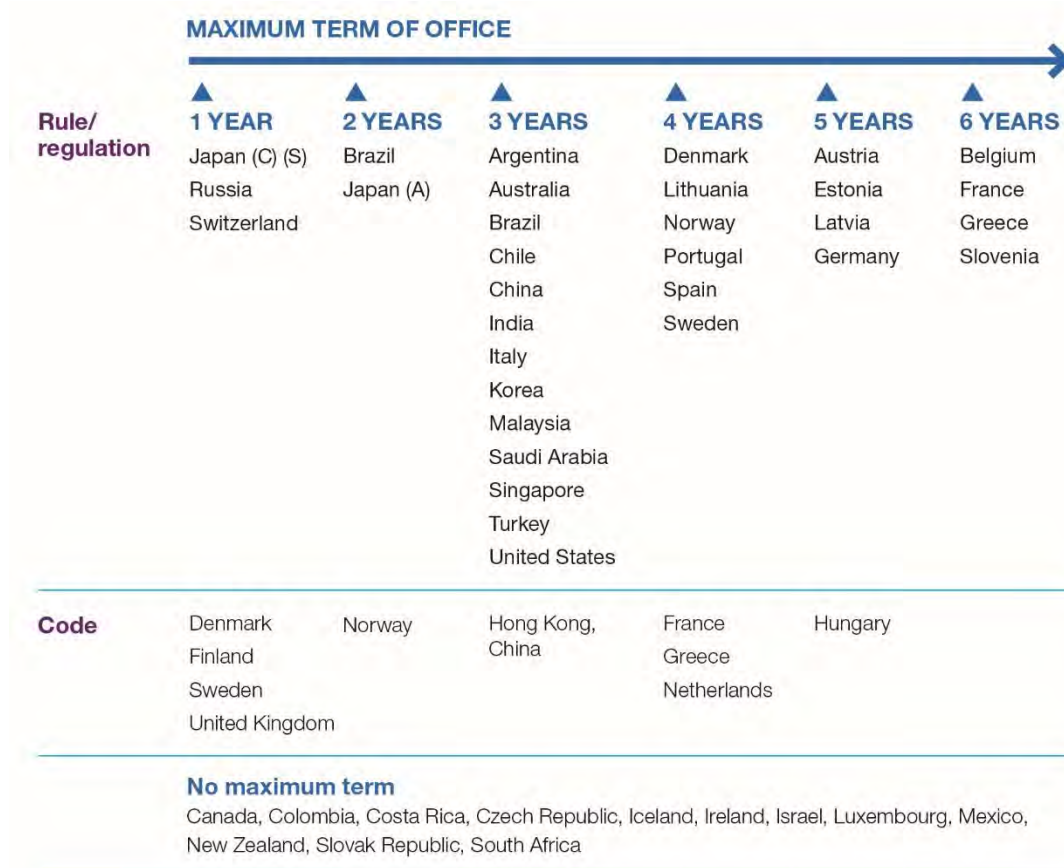 MAXIMUM TERM OF OFFICE
Rule/
regulation
1 YEAR
Japan (C) (S)
Russia
Switzerland
2 YEARS
Brazil
Japan (A)
3 YEARS
Argentina
Australia
Brazil
Chile
China
India
Italy
Korea
Malaysia
Saudi Arabia
Singapore
Turkey
United States
4 YEARS
Denmark
Lithuania
Norway
Portugal
Spain
Sweden
5 YEARS
Austria
Estonia
Latvia
Germany
6 YEARS
Belgium
France
Greece
Slovenia
Code
Denmark
Finland
Sweden
United Kingdom
Norway
Hong Kong,
China
France
Greece
Netherlands
Hungary
No maximum term
Canada, Colombia, Costa Rica, Czech Republic, Iceland, Ireland, Israel, Luxembourg, Mexico,
New Zealand, Slovak Republic, South Africa